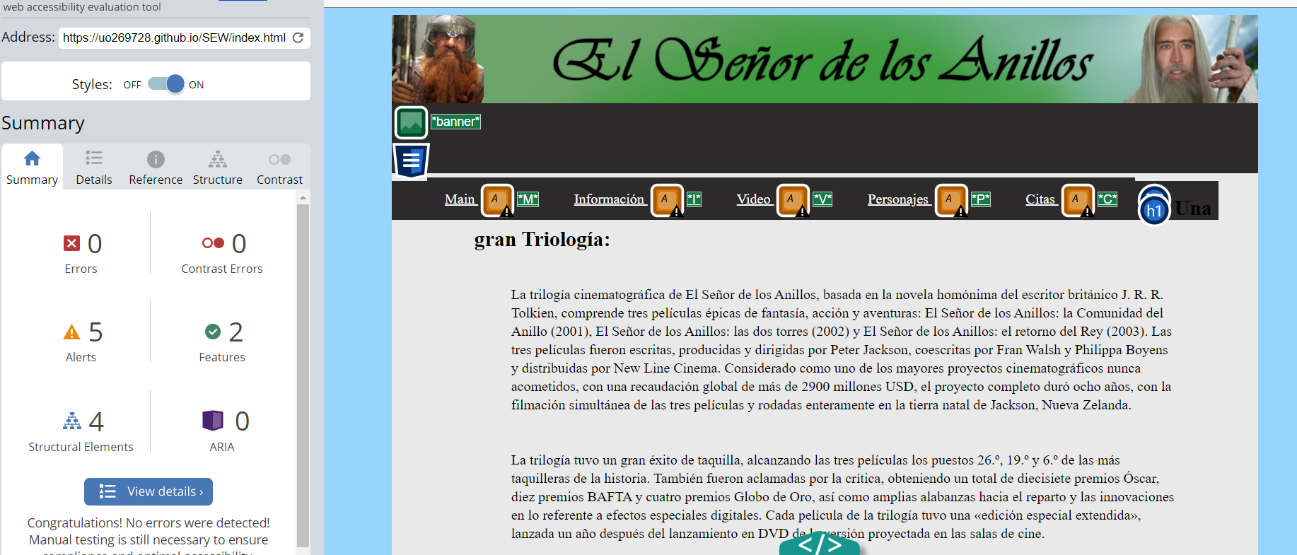 web accessibility evaluation tool
Address: https://uo269728.github.io/SEW/index.html
Styles: OFF ON
Summary
Summary Details Reference Structure Contrast
0 Errors
0 Contrast Errors
5 Alerts
2 Features
4 Structural Elements
0 ARIA
View details ›
Congratulations! No errors were detected!
Manual testing is still necessary to ensure
El Señor de los Anillos
*banner*
Main A *M* Información A *I* Video A *V* Personajes A *P* Citas A *C* h1 Una
gran Triología:
La trilogía cinematográfica de El Señor de los Anillos, basada en la novela homónima del escritor británico J. R. R.
Tolkien, comprende tres películas épicas de fantasía, acción y aventuras: El Señor de los Anillos: la Comunidad del
Anillo (2001), El Señor de los Anillos: las dos torres (2002) y El Señor de los Anillos: el retorno del Rey (2003). Las
tres películas fueron escritas, producidas y dirigidas por Peter Jackson, coescritas por Fran Walsh y Philippa Boyens
y distribuidas por New Line Cinema. Considerado como uno de los mayores proyectos cinematográficos nunca
acometidos, con una recaudación global de más de 2900 millones USD, el proyecto completo duró ocho años, con la
filmación simultánea de las tres películas y rodadas enteramente en la tierra natal de Jackson, Nueva Zelanda.
La trilogía tuvo un gran éxito de taquilla, alcanzando las tres películas los puestos 26.º, 19.º y 6.º de las más
taquilleras de la historia. También fueron aclamadas por la crítica, obteniendo un total de diecisiete premios Óscar,
diez premios BAFTA y cuatro premios Globo de Oro, así como amplias alabanzas hacia el reparto y las innovaciones
en lo referente a efectos especiales digitales. Cada película de la trilogía tuvo una «edición especial extendida»,
lanzada un año después del lanzamiento en DVD de versión proyectada en las salas de cine.
</>